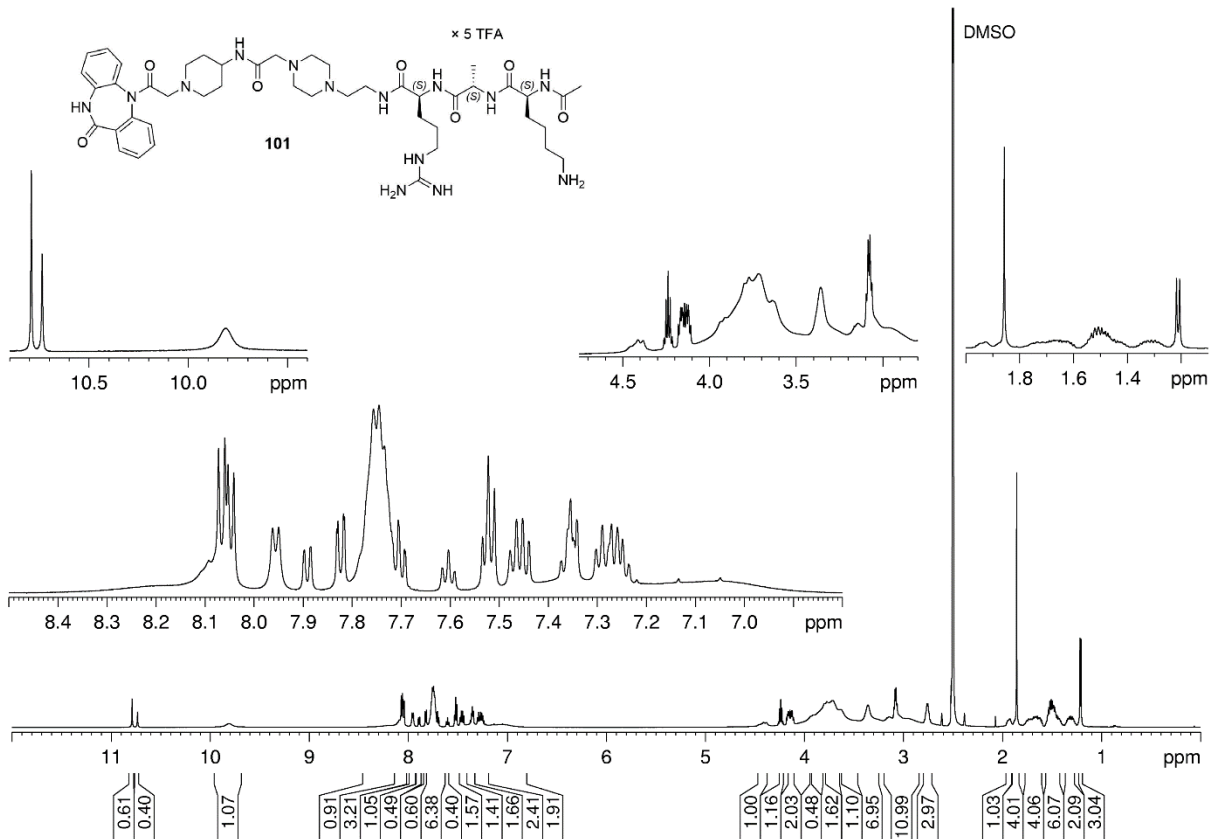 × 5 TFA
DMSO
H
N
O
O
N
N
N
N
N
H
HN
O
O
(S)
H
N
O
(S)
N
H
O
(S)
H
N
O
101
HN
H₂N
NH
NH₂
10.5 10.0 ppm
4.5 4.0 3.5 ppm
1.8 1.6 1.4 ppm
8.4 8.3 8.2 8.1 8.0 7.9 7.8 7.7 7.6 7.5 7.4 7.3 7.2 7.1 7.0 ppm
11 10 9 8 7 6 5 4 3 2 1 ppm
0.61 0.40 1.07 0.91 3.21 1.05 0.49 0.60 6.38 0.40 1.57 1.41 1.66 2.41 1.91 1.00 1.16 2.03 0.48 1.62 1.10 6.95 10.99 2.97 1.03 4.01 4.06 6.07 2.09 3.04